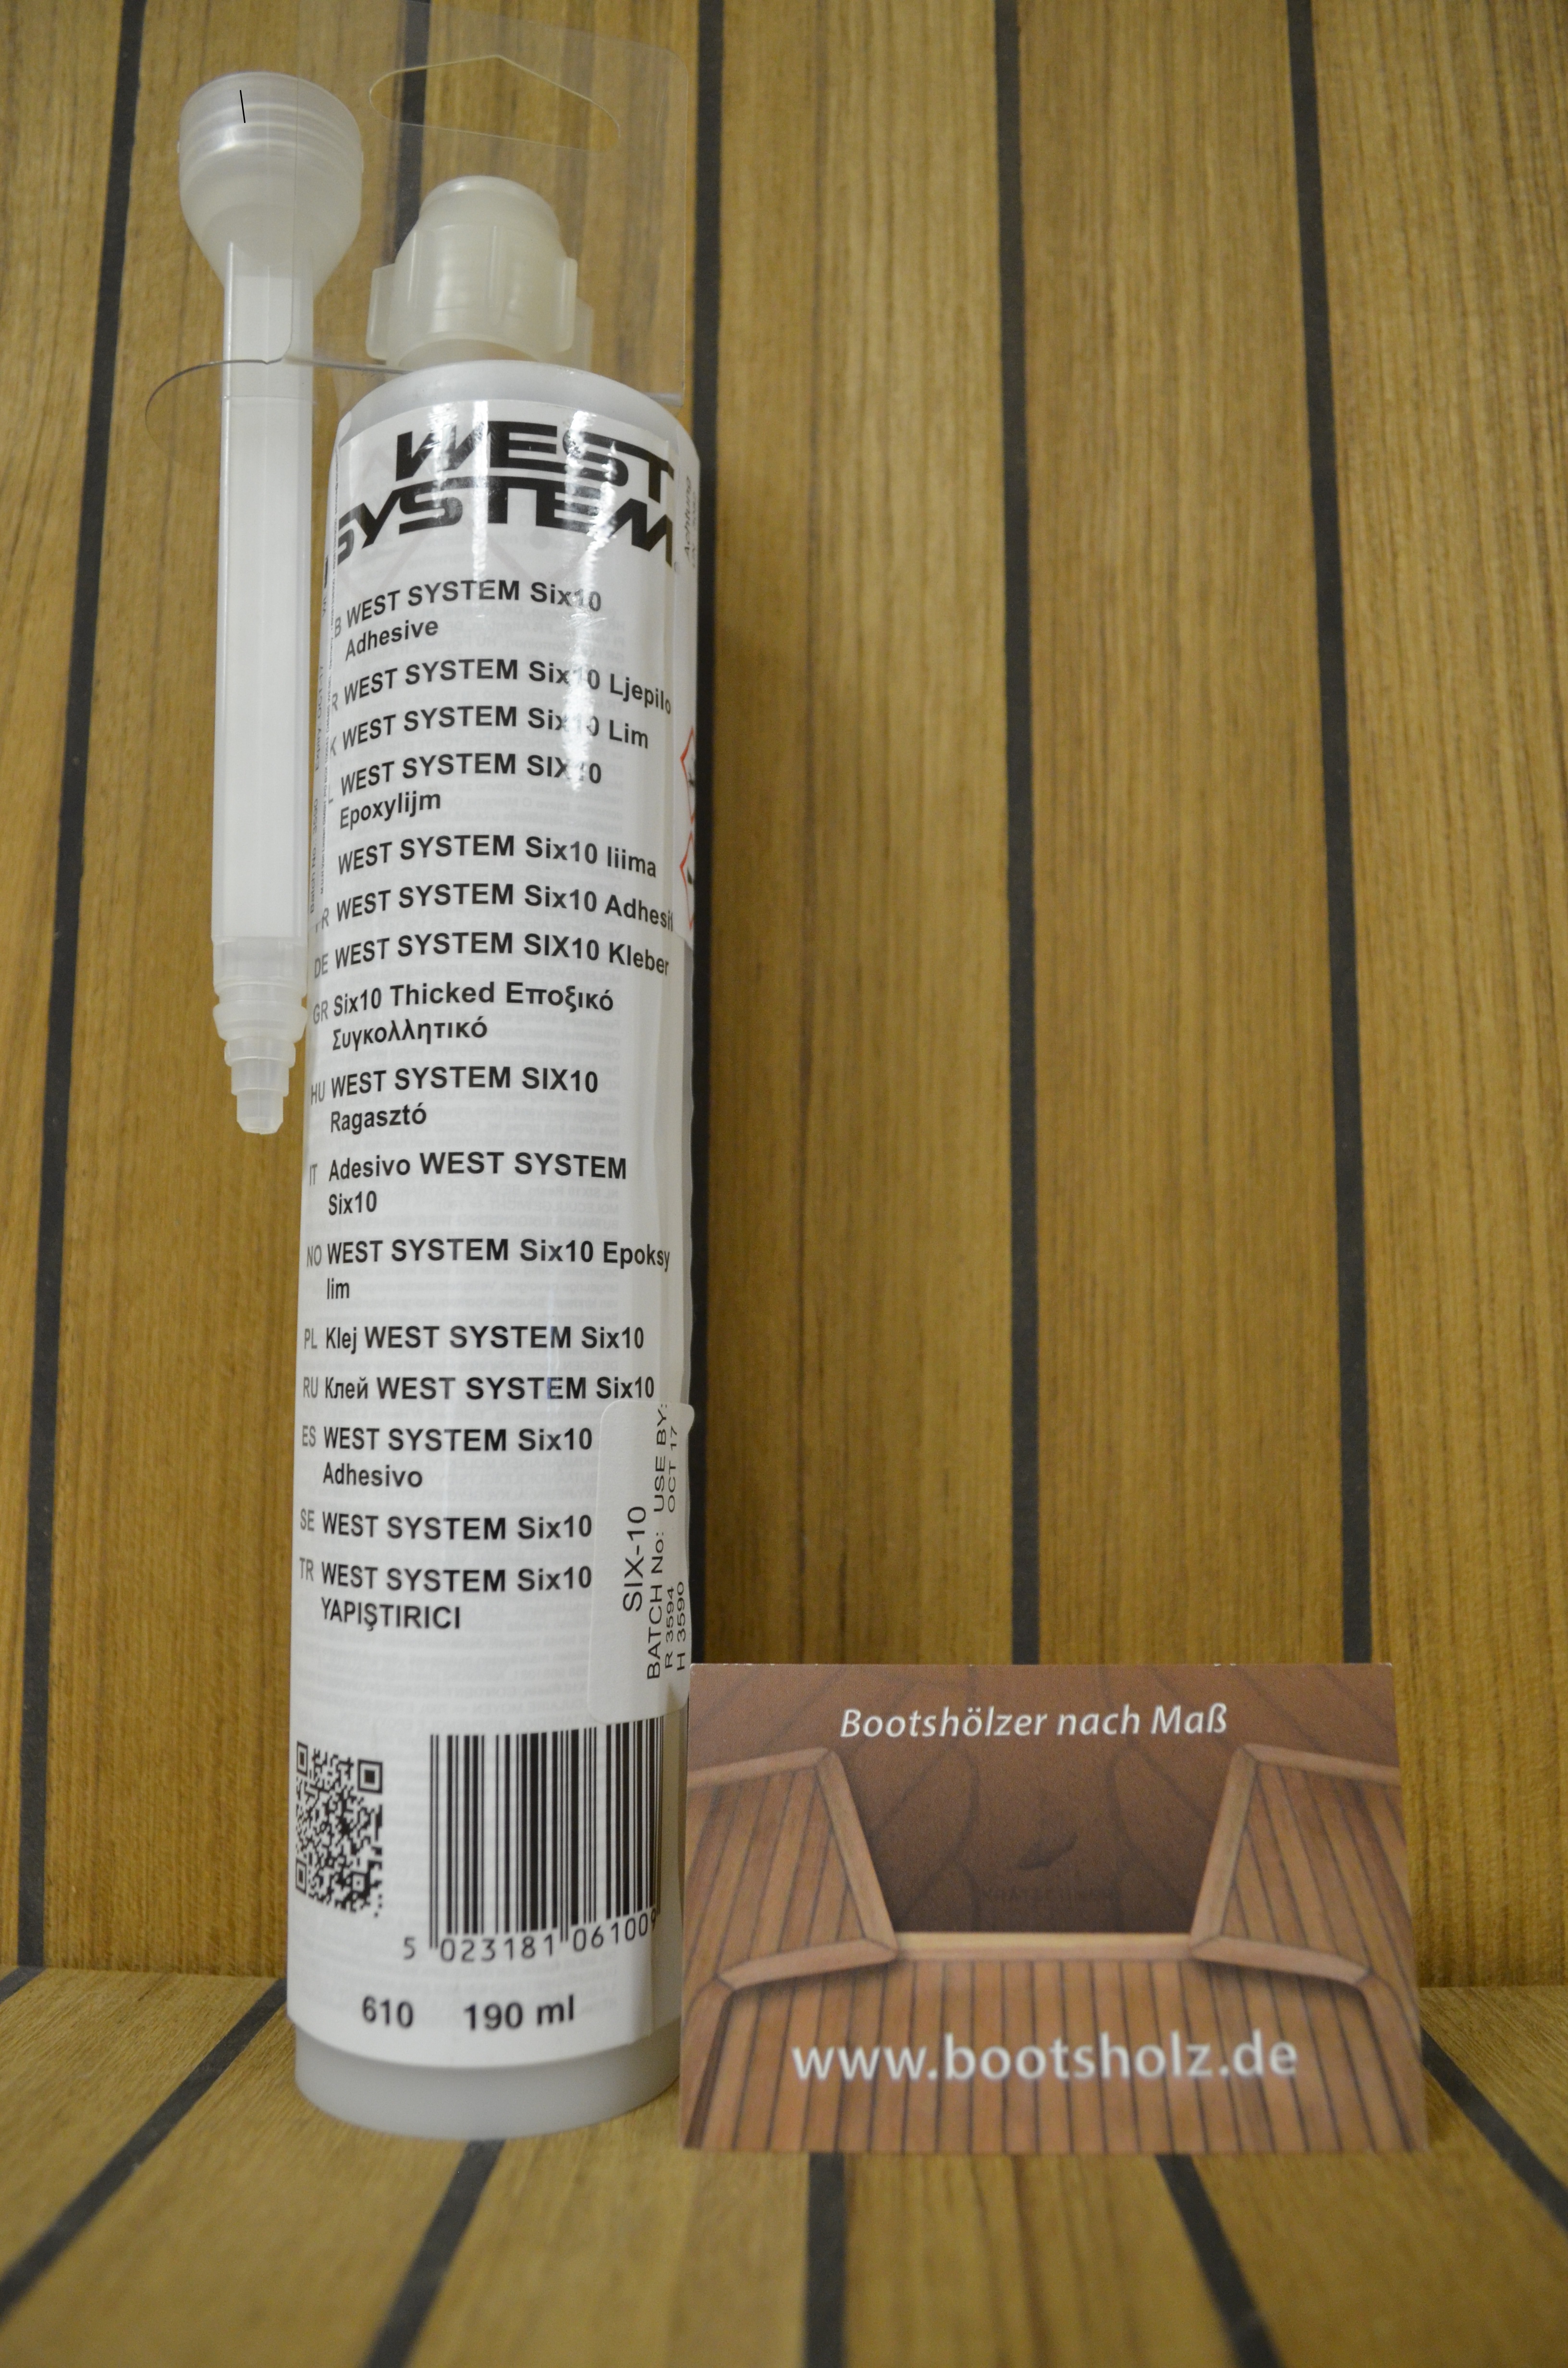 WEST
SYSTEM
B WEST SYSTEM Six10
Adhesive
R WEST SYSTEM Six10 Ljepilo
K WEST SYSTEM Six10 Lim
WEST SYSTEM SIX10
Epoxylijm
WEST SYSTEM Six10 liima
FR WEST SYSTEM Six10 Adhesif
DE WEST SYSTEM SIX10 Kleber
GR Six10 Thicked Εποξικό
Συγκολλητικό
HU WEST SYSTEM SIX10
Ragasztó
IT Adesivo WEST SYSTEM
Six10
NO WEST SYSTEM Six10 Epoksy
lim
PL Klej WEST SYSTEM Six10
RU Клей WEST SYSTEM Six10
ES WEST SYSTEM Six10
Adhesivo
SE WEST SYSTEM Six10
TR WEST SYSTEM Six10
YAPIŞTIRICI
SIX-10
BATCH No: USE BY:
R 3594 OCT 17
H 3590
5 023181 061009
610 190 ml
Achtung
Bootshölzer nach Maß
www.bootsholz.de